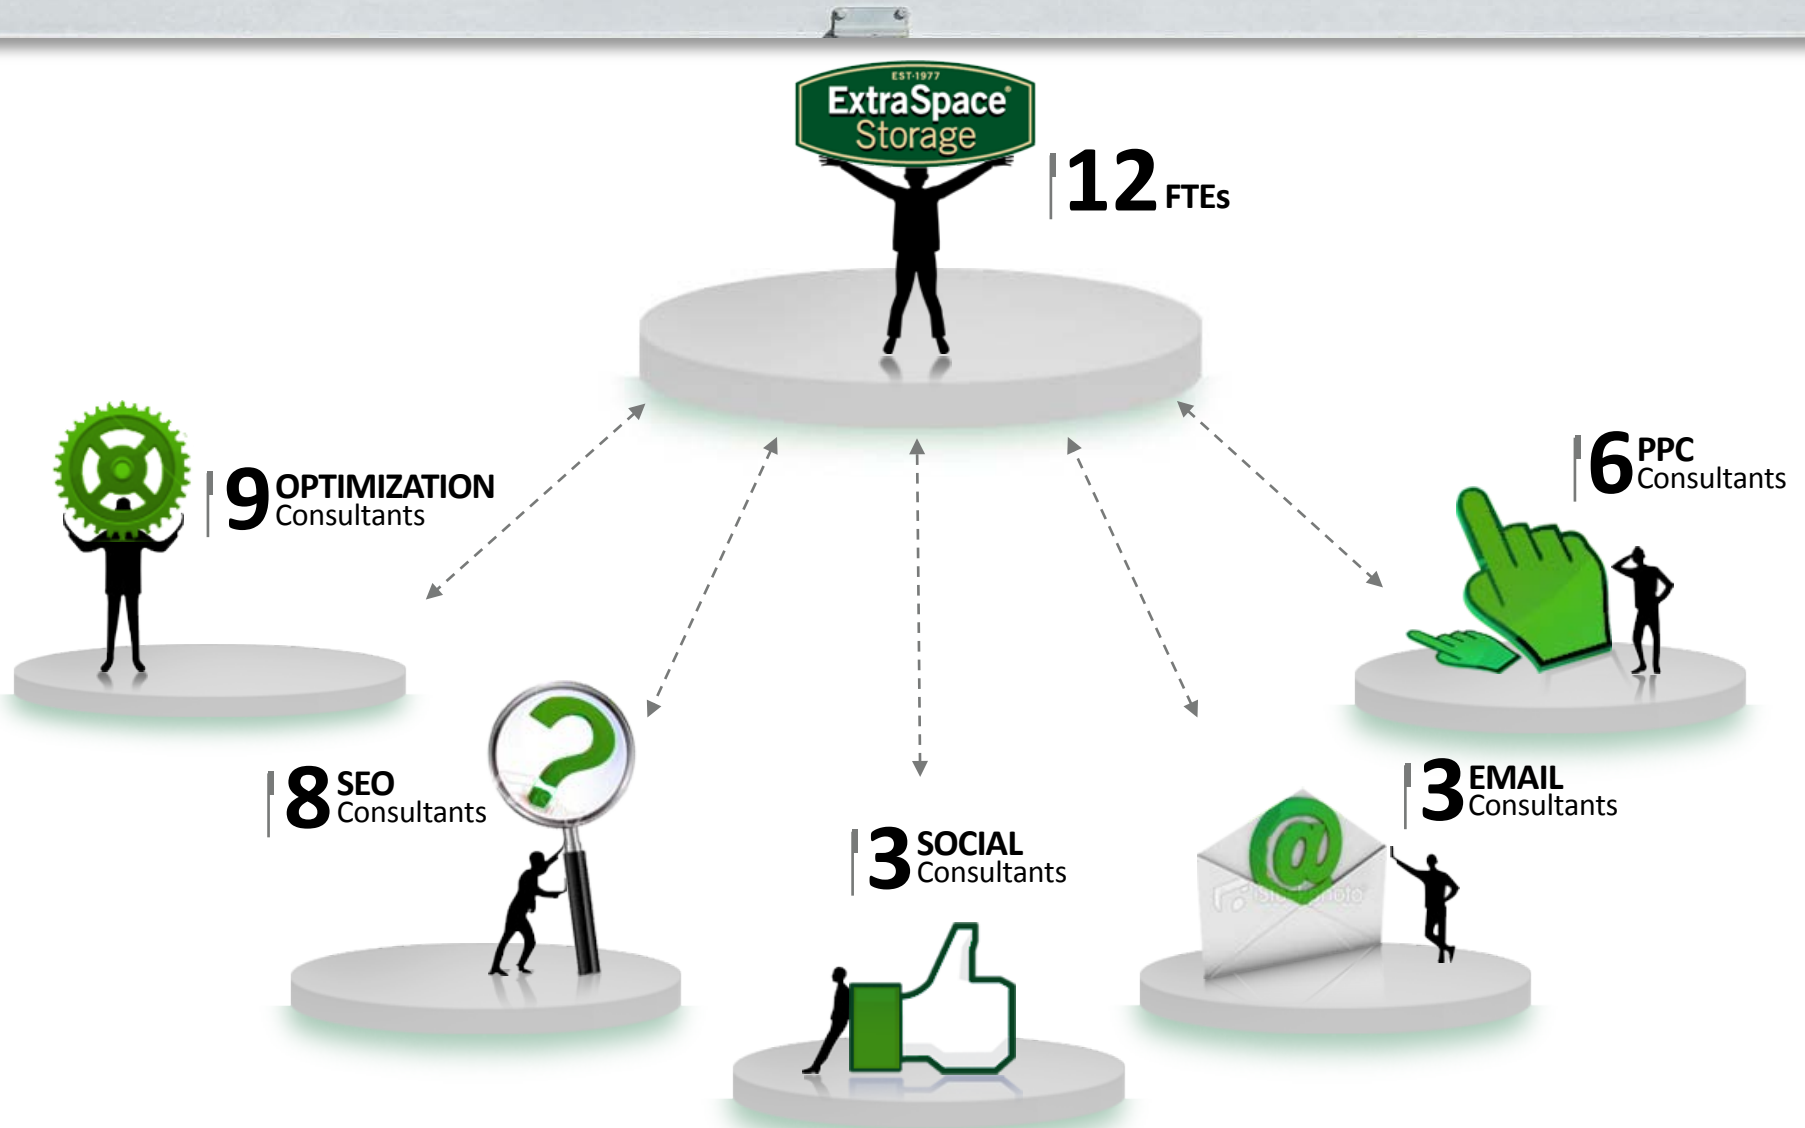 EST·1977
ExtraSpace®
Storage
12 FTEs
9 OPTIMIZATION
Consultants
6 PPC
Consultants
8 SEO
Consultants
3 SOCIAL
Consultants
3 EMAIL
Consultants
@